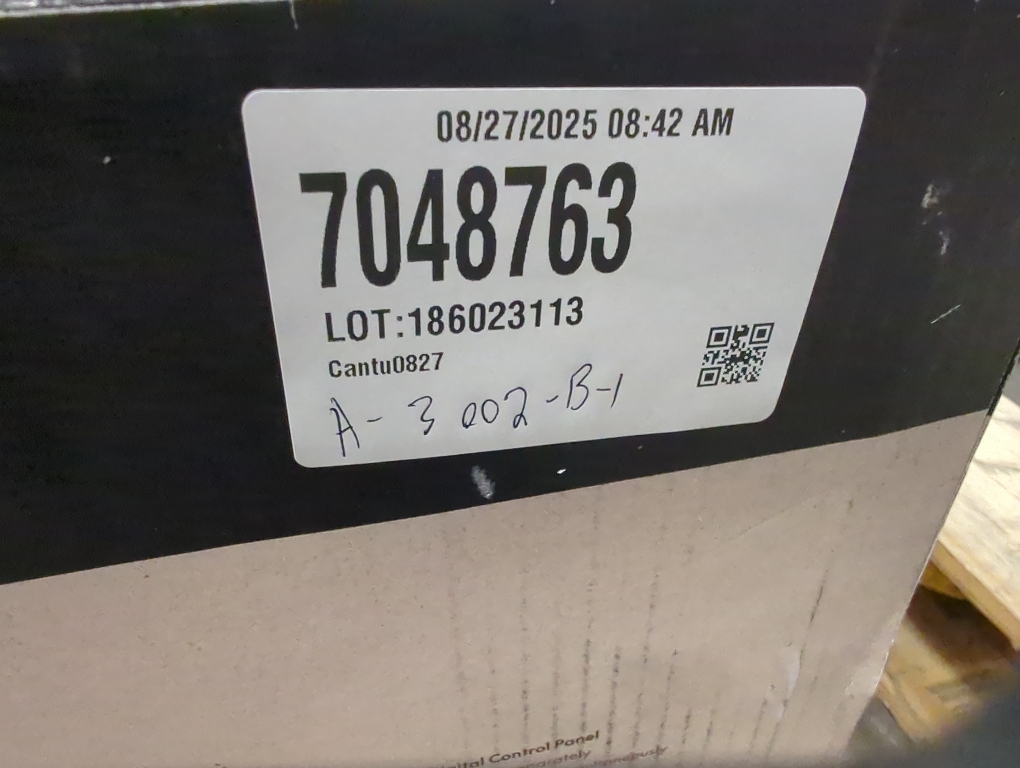 08/27/2025 08:42 AM
7048763
LOT:186023113
Cantu0827
A-3 002-B-1
Control Panel